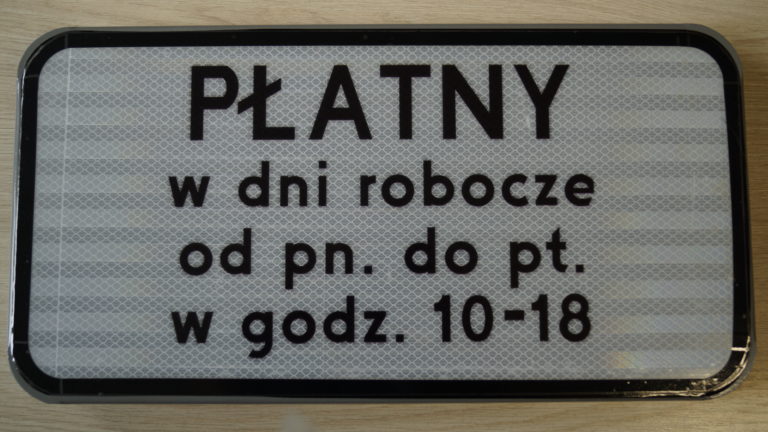 PŁATNY
w dni robocze
od pn. do pt.
w godz. 10-18